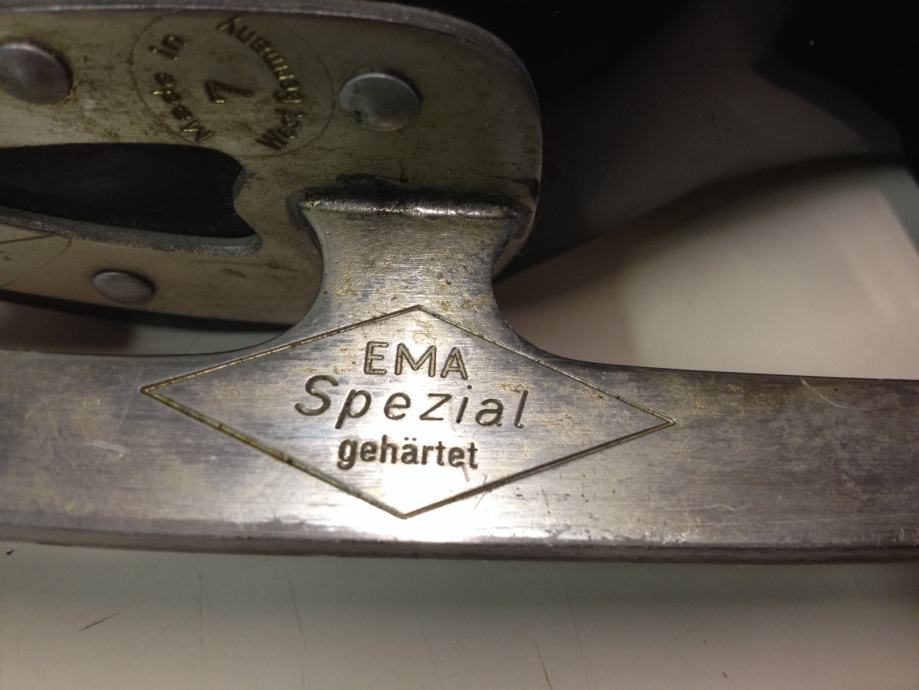 Made in
West Germany
7
EMA
Spezial
gehärtet